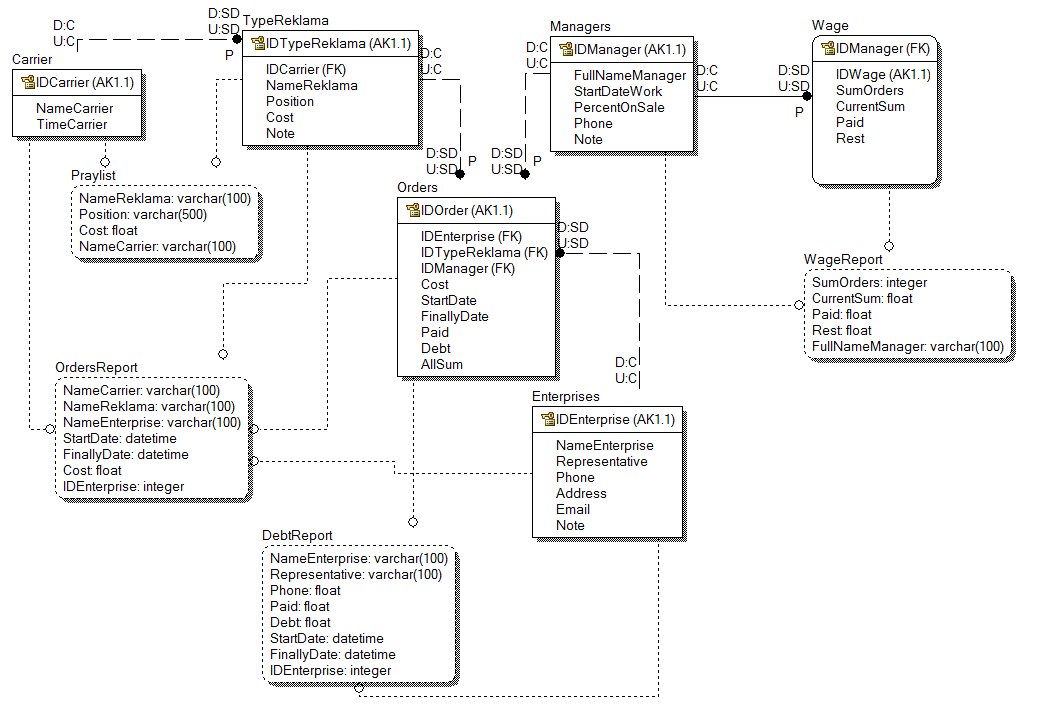 D:C
U:C
D:SD
U:SD
P
TypeReklama
IDTypeReklama (AK1.1)
IDCarrier (FK)
NameReklama
Position
Cost
Note
Carrier
IDCarrier (AK1.1)
NameCarrier
TimeCarrier
D:C
U:C
D:SD
U:SD
P
Managers
IDManager (AK1.1)
FullNameManager
StartDateWork
PercentOnSale
Phone
Note
D:C
U:C
D:SD
U:SD
P
D:C
U:C
D:SD
U:SD
P
Wage
IDManager (FK)
IDWage (AK1.1)
SumOrders
CurrentSum
Paid
Rest
Praylist
NameReklama: varchar(100)
Position: varchar(500)
Cost: float
NameCarrier: varchar(100)
Orders
IDOrder (AK1.1)
IDEnterprise (FK)
IDTypeReklama (FK)
IDManager (FK)
Cost
StartDate
FinallyDate
Paid
Debt
AllSum
D:SD
U:SD
D:C
U:C
WageReport
SumOrders: integer
CurrentSum: float
Paid: float
Rest: float
FullNameManager: varchar(100)
OrdersReport
NameCarrier: varchar(100)
NameReklama: varchar(100)
NameEnterprise: varchar(100)
StartDate: datetime
FinallyDate: datetime
Cost: float
IDEnterprise: integer
Enterprises
IDEnterprise (AK1.1)
NameEnterprise
Representative
Phone
Address
Email
Note
DebtReport
NameEnterprise: varchar(100)
Representative: varchar(100)
Phone: float
Paid: float
Debt: float
StartDate: datetime
FinallyDate: datetime
IDEnterprise: integer